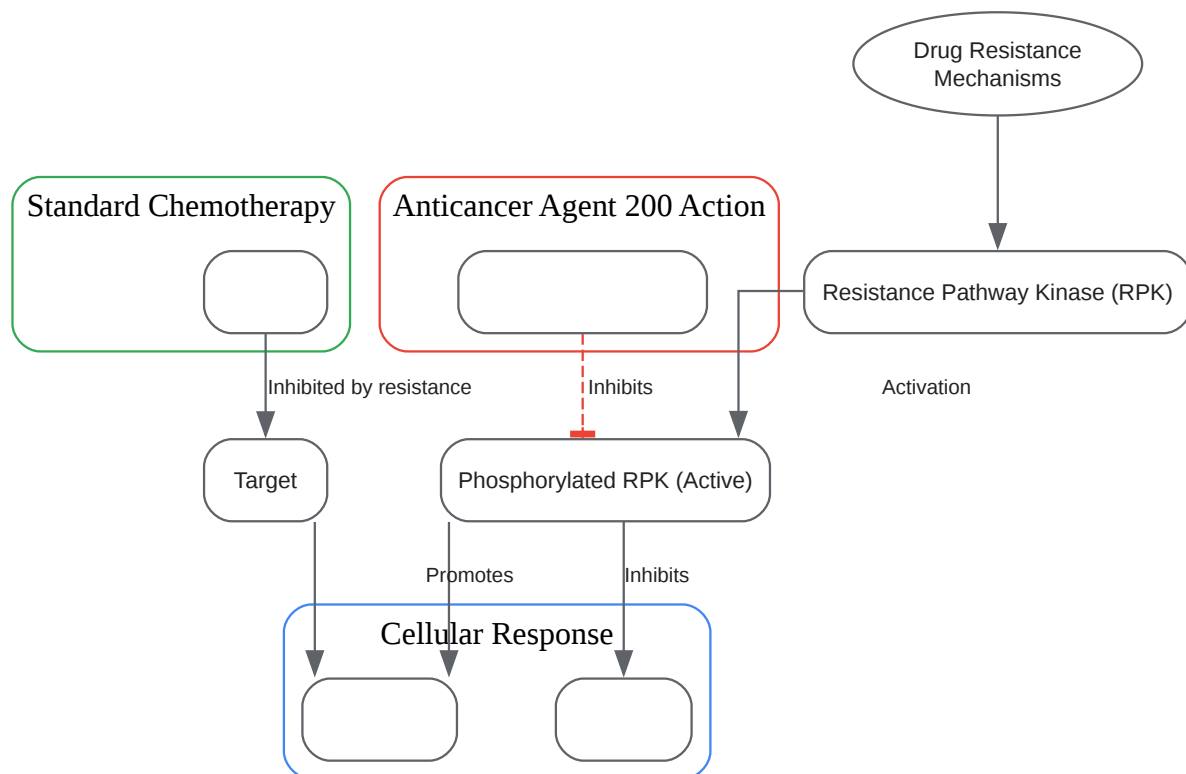 Drug Resistance
Mechanisms
Standard Chemotherapy
Anticancer Agent 200 Action
Resistance Pathway Kinase (RPK)
Inhibited by resistance
Inhibits
Activation
Target
Phosphorylated RPK (Active)
Promotes
Inhibits
Cellular Response